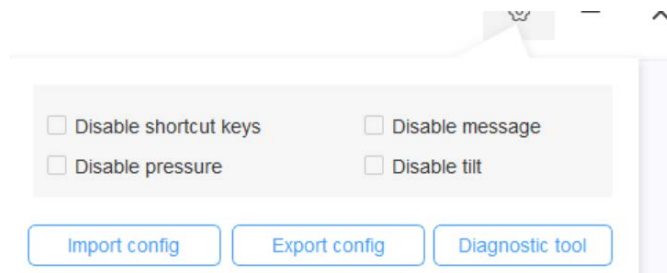 Disable shortcut keys
Disable message
Disable pressure
Disable tilt
Import config
Export config
Diagnostic tool